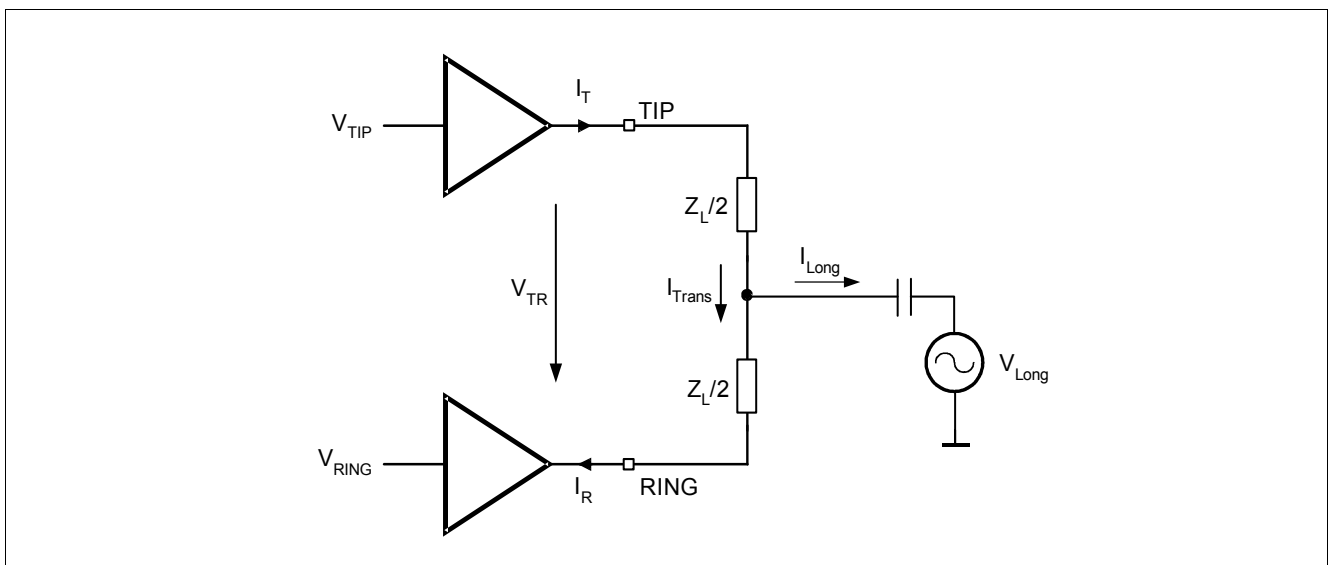 I_T
TIP
V_TIP
Z_L/2
I_Long
V_TR
I_Trans
V_Long
Z_L/2
V_RING
I_R
RING